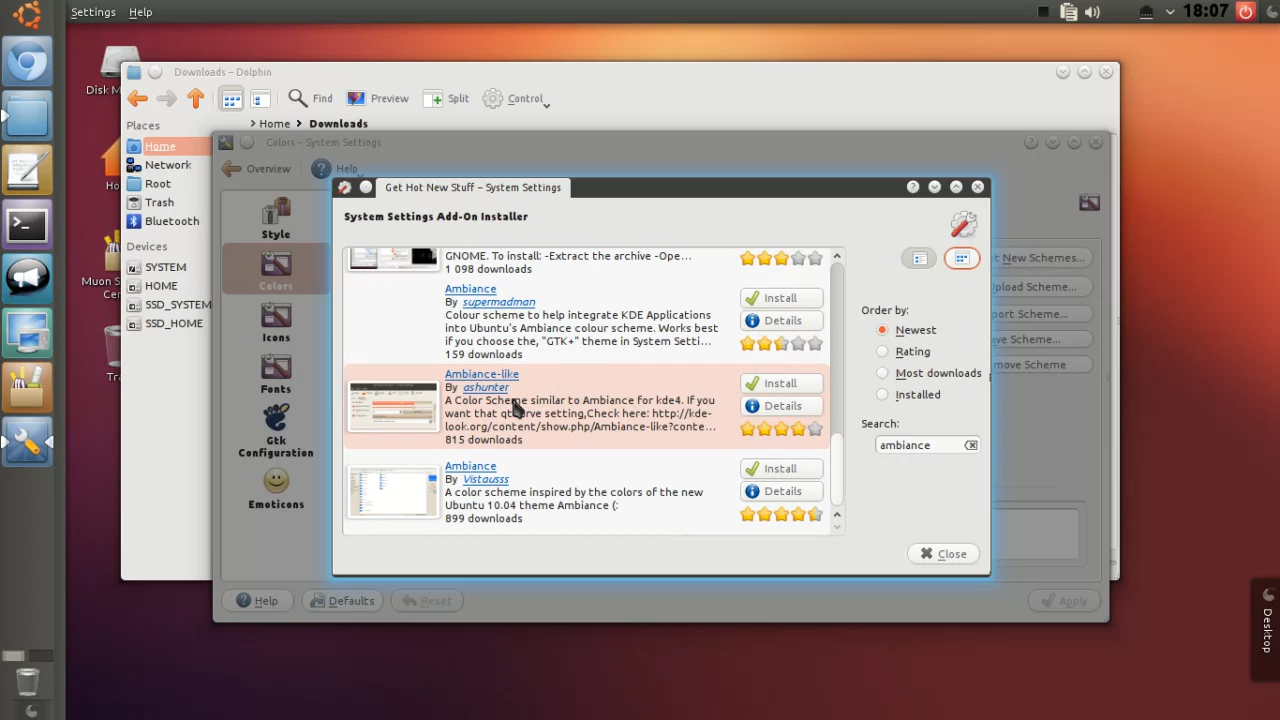 Settings Help
18:07
Disk M
Downloads – Dolphin
Find Preview Split Control
Places
> Home > Downloads
Home
Network
Root
Trash
Bluetooth
Devices
SYSTEM
HOME
SSD_SYSTEM
SSD_HOME
Ho
Muon S
Cen
Tra
Colors – System Settings
Overview Help
Style
Colors
Icons
Fonts
Gtk
Configuration
Emoticons
t New Schemes...
Upload Scheme...
port Scheme...
ve Scheme...
move Scheme
Get Hot New Stuff – System Settings
System Settings Add-On Installer
GNOME. To install: -Extract the archive -Ope...
1 098 downloads
Ambiance
By supermadman
Colour scheme to help integrate KDE Applications
into Ubuntu's Ambiance colour scheme. Works best
if you choose the, "GTK+" theme in System Setti...
159 downloads
Install
Details
Ambiance-like
By ashunter
A Color Scheme similar to Ambiance for kde4. If you
want that qtcurve setting,Check here: http://kde-
look.org/content/show.php/Ambiance-like?conte...
815 downloads
Install
Details
Ambiance
By Vistausss
A color scheme inspired by the colors of the new
Ubuntu 10.04 theme Ambiance (:
899 downloads
Install
Details
Order by:
Newest
Rating
Most downloads
Installed
Search:
ambiance
Close
Help Defaults Reset Apply
Desktop